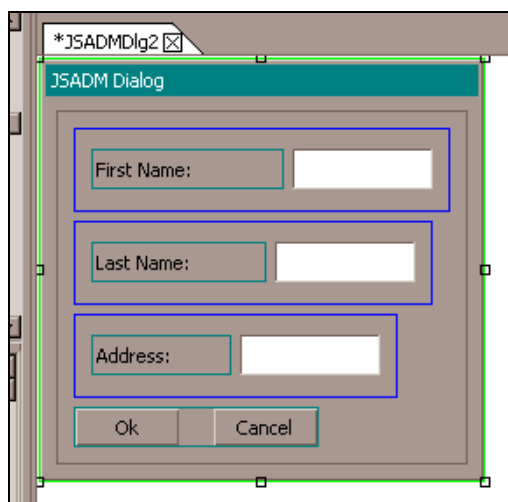 *JSADMDlg2
JSADM Dialog
First Name:
Last Name:
Address:
Ok Cancel